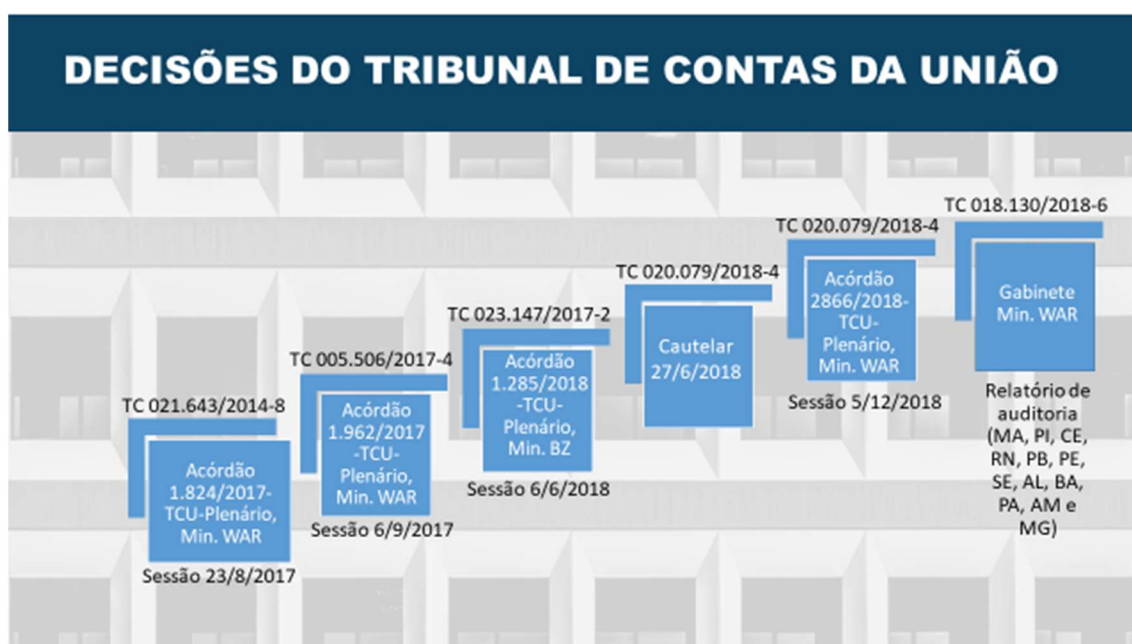 DECISÕES DO TRIBUNAL DE CONTAS DA UNIÃO
TC 021.643/2014-8
Acórdão
1.824/2017-
TCU-Plenário,
Min. WAR
Sessão 23/8/2017
TC 005.506/2017-4
Acórdão
1.962/2017
-TCU-
Plenário,
Min. WAR
Sessão 6/9/2017
TC 023.147/2017-2
Acórdão
1.285/2018
-TCU-
Plenário,
Min. BZ
Sessão 6/6/2018
TC 020.079/2018-4
Cautelar
27/6/2018
TC 020.079/2018-4
Acórdão
2866/2018-
TCU-
Plenário,
Min. WAR
Sessão 5/12/2018
TC 018.130/2018-6
Gabinete
Min. WAR
Relatório de
auditoria
(MA, PI, CE,
RN, PB, PE,
SE, AL, BA,
PA, AM e
MG)